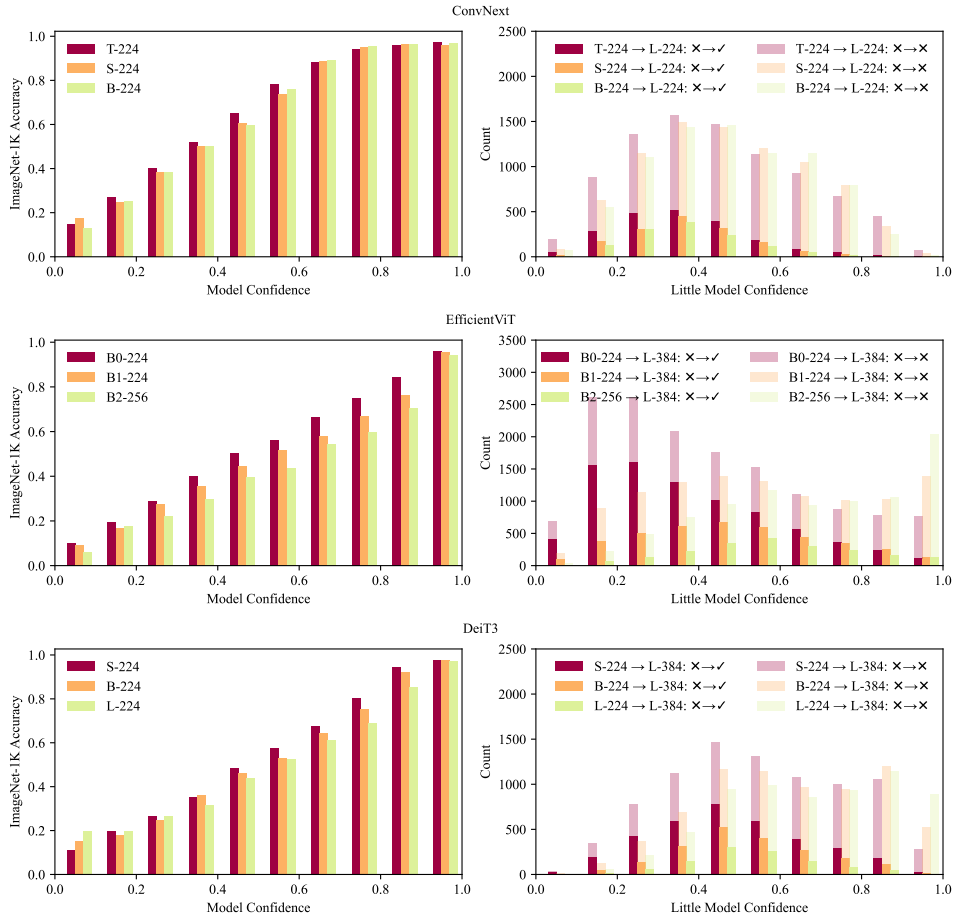 ConvNext
ImageNet-1K Accuracy
1.0
0.8
0.6
0.4
0.2
0.0
T-224
S-224
B-224
0.0 0.2 0.4 0.6 0.8 1.0
Model Confidence
Count
2500
2000
1500
1000
500
0
T-224 → L-224: ✕→✓ T-224 → L-224: ✕→✕
S-224 → L-224: ✕→✓ S-224 → L-224: ✕→✕
B-224 → L-224: ✕→✓ B-224 → L-224: ✕→✕
0.0 0.2 0.4 0.6 0.8 1.0
Little Model Confidence
EfficientViT
ImageNet-1K Accuracy
1.0
0.8
0.6
0.4
0.2
0.0
B0-224
B1-224
B2-256
0.0 0.2 0.4 0.6 0.8 1.0
Model Confidence
Count
3500
3000
2500
2000
1500
1000
500
0
B0-224 → L-384: ✕→✓ B0-224 → L-384: ✕→✕
B1-224 → L-384: ✕→✓ B1-224 → L-384: ✕→✕
B2-256 → L-384: ✕→✓ B2-256 → L-384: ✕→✕
0.0 0.2 0.4 0.6 0.8 1.0
Little Model Confidence
DeiT3
ImageNet-1K Accuracy
1.0
0.8
0.6
0.4
0.2
0.0
S-224
B-224
L-224
0.0 0.2 0.4 0.6 0.8 1.0
Model Confidence
Count
2500
2000
1500
1000
500
0
S-224 → L-384: ✕→✓ S-224 → L-384: ✕→✕
B-224 → L-384: ✕→✓ B-224 → L-384: ✕→✕
L-224 → L-384: ✕→✓ L-224 → L-384: ✕→✕
0.0 0.2 0.4 0.6 0.8 1.0
Little Model Confidence